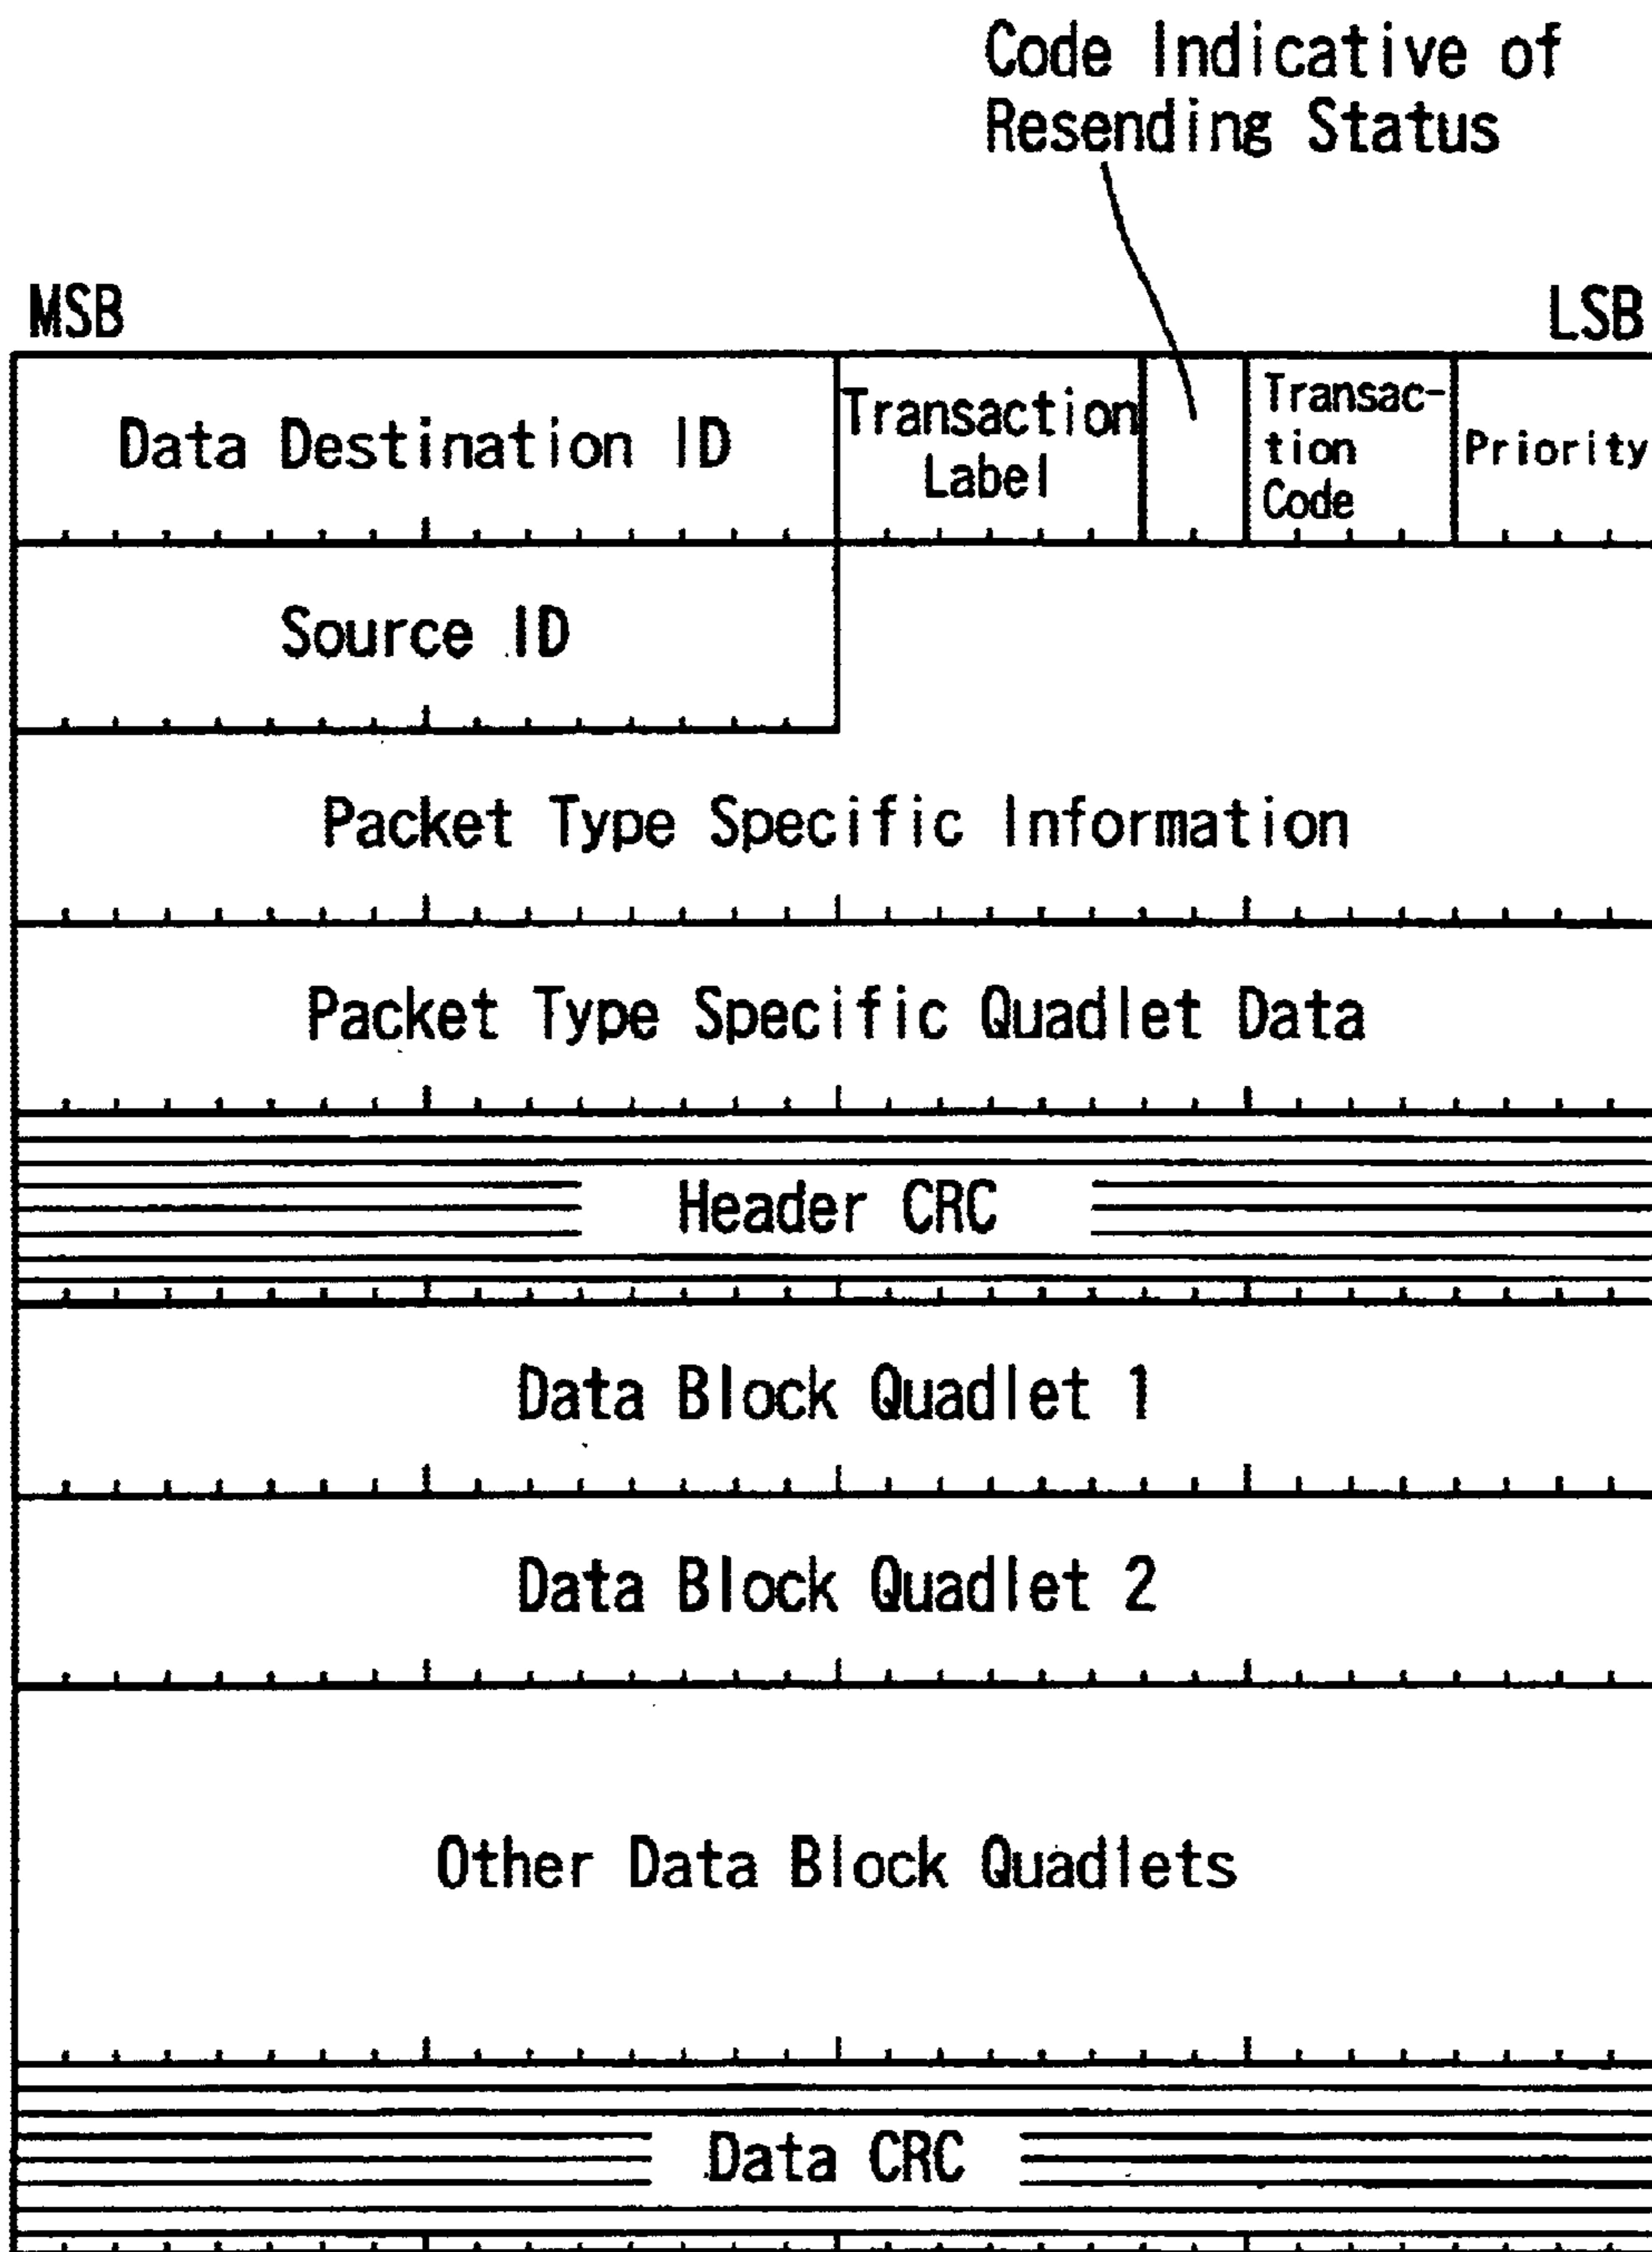 Code Indicative of
Resending Status
MSB
LSB
Data Destination ID
Transaction
Label
Transac-
tion
Code
Priority
Source ID
Packet Type Specific Information
Packet Type Specific Quadlet Data
Header CRC
Data Block Quadlet 1
Data Block Quadlet 2
Other Data Block Quadlets
Data CRC